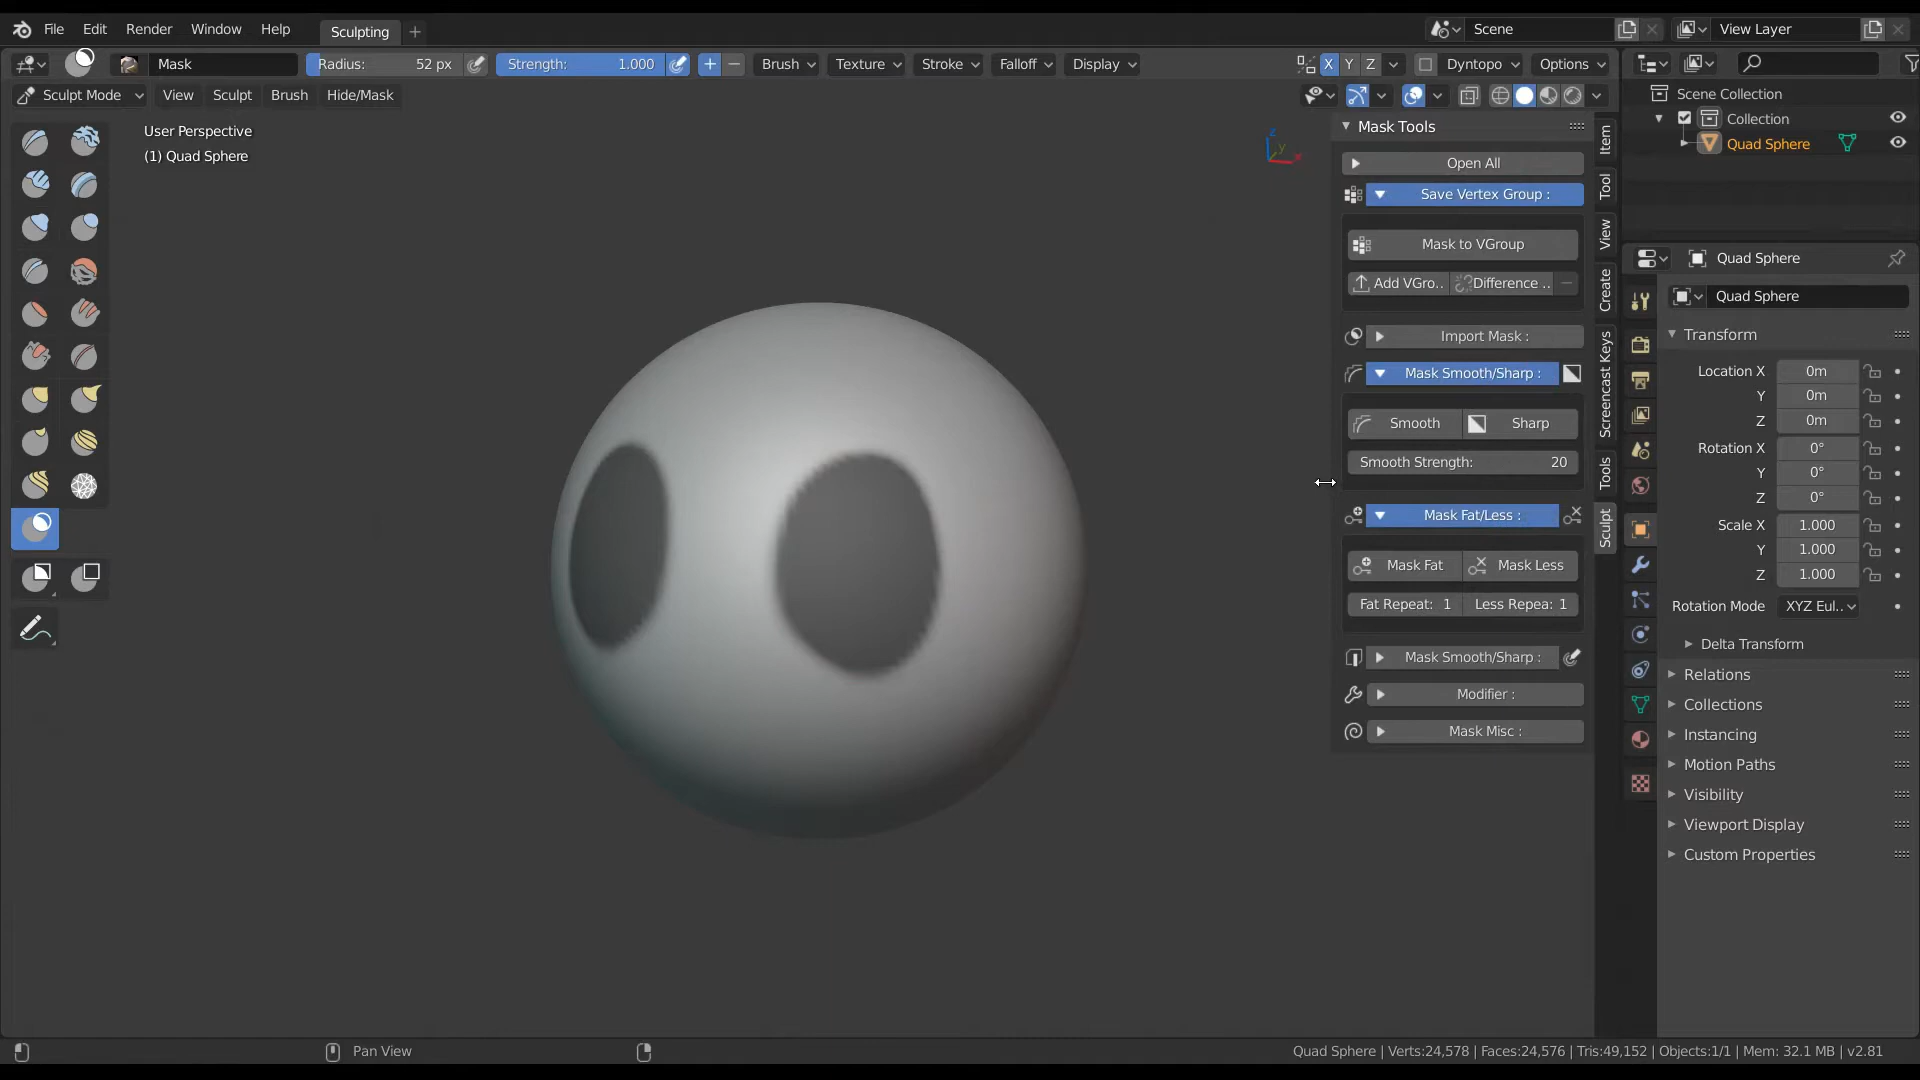 File Edit Render Window Help Sculpting + Scene View Layer
Mask Radius: 52 px Strength: 1.000 Brush Texture Stroke Falloff Display X Y Z Dyntopo Options
Sculpt Mode View Sculpt Brush Hide/Mask
User Perspective
(1) Quad Sphere
Z
Y
X
Mask Tools
Open All
Save Vertex Group :
Mask to VGroup
Add VGro.. Difference ..
Import Mask :
Mask Smooth/Sharp :
Smooth Sharp
Smooth Strength: 20
Mask Fat/Less :
Mask Fat Mask Less
Fat Repeat: 1 Less Repea: 1
Mask Smooth/Sharp :
Modifier :
Mask Misc :
Item
Tool
View
Create
Screencast Keys
Tools
Sculpt
Scene Collection
Collection
Quad Sphere
Quad Sphere
Quad Sphere
Transform
Location X 0m
Y 0m
Z 0m
Rotation X 0°
Y 0°
Z 0°
Scale X 1.000
Y 1.000
Z 1.000
Rotation Mode XYZ Eul..
Delta Transform
Relations
Collections
Instancing
Motion Paths
Visibility
Viewport Display
Custom Properties
Pan View
Quad Sphere | Verts:24,578 | Faces:24,576 | Tris:49,152 | Objects:1/1 | Mem: 32.1 MB | v2.81